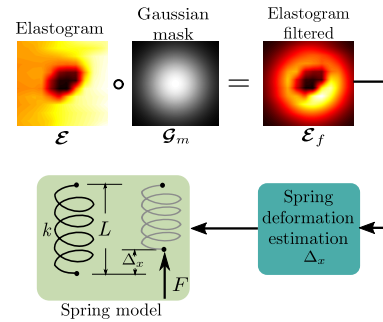 Elastogram
Gaussian
mask
Elastogram
filtered
∘
=
𝓔
𝓖m
𝓔f
k
L
Δx
F
Spring model
Spring
deformation
estimation
Δx